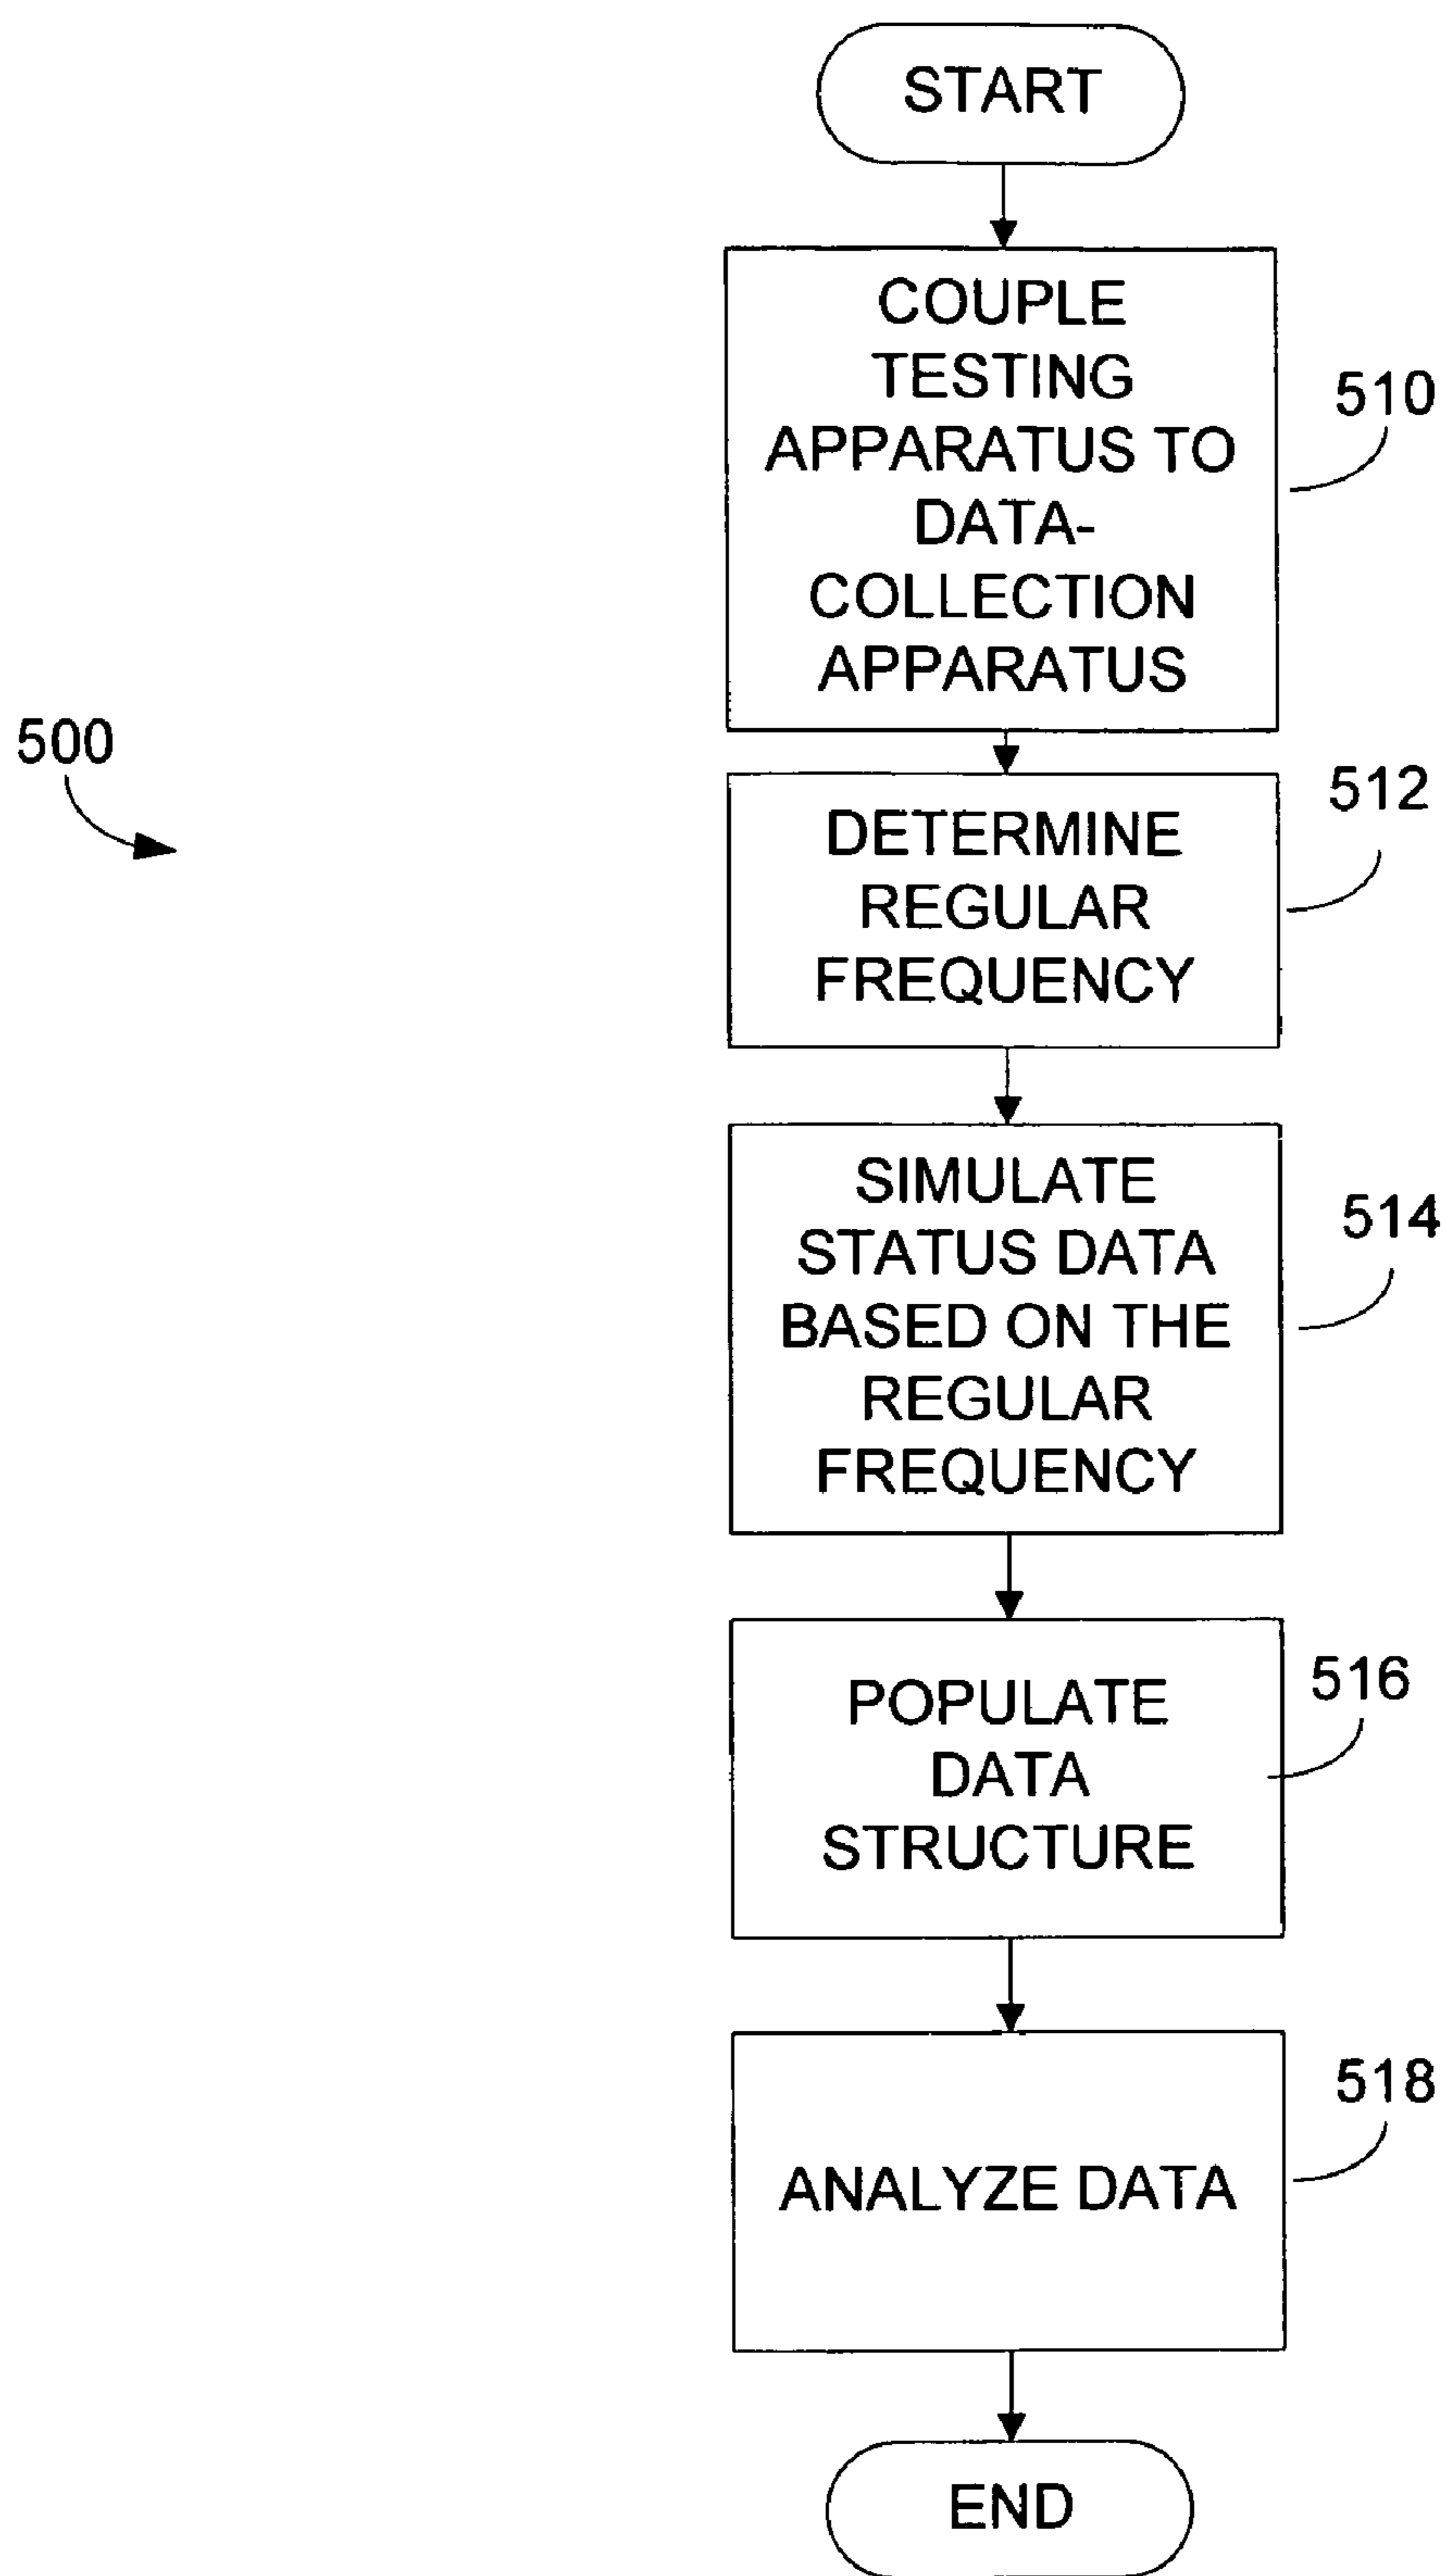 START
COUPLE
TESTING
APPARATUS TO
DATA-
COLLECTION
APPARATUS
510
500
DETERMINE
REGULAR
FREQUENCY
512
SIMULATE
STATUS DATA
BASED ON THE
REGULAR
FREQUENCY
514
POPULATE
DATA
STRUCTURE
516
ANALYZE DATA
518
END